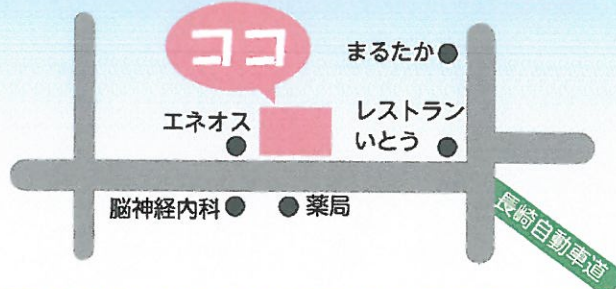 ココ
まるたか
エネオス
レストラン
いとう
脳神経内科
薬局
長崎自動車道